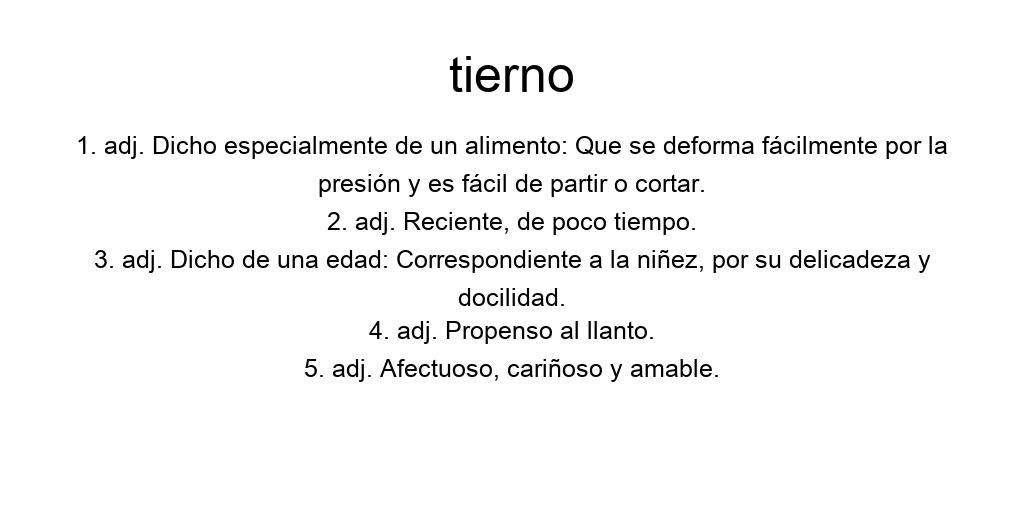 tierno
1. adj. Dicho especialmente de un alimento: Que se deforma fácilmente por la
presión y es fácil de partir o cortar.
2. adj. Reciente, de poco tiempo.
3. adj. Dicho de una edad: Correspondiente a la niñez, por su delicadeza y
docilidad.
4. adj. Propenso al llanto.
5. adj. Afectuoso, cariñoso y amable.